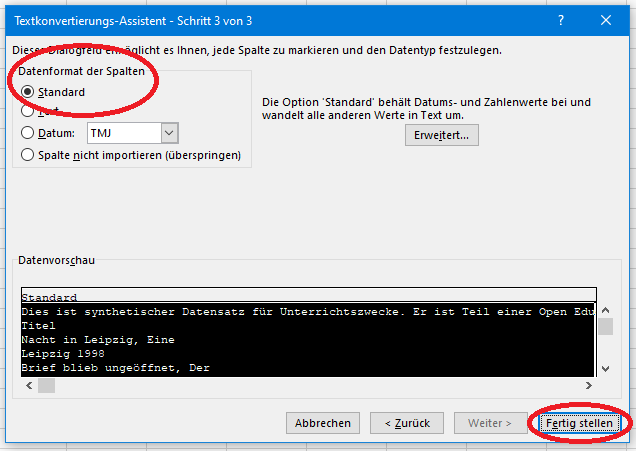 Textkonvertierungs-Assistent - Schritt 3 von 3
Dieses Dialogfeld ermöglicht es Ihnen, jede Spalte zu markieren und den Datentyp festzulegen.
Datenformat der Spalten
Standard
Text
Datum: TMJ
Spalte nicht importieren (überspringen)
Die Option 'Standard' behält Datums- und Zahlenwerte bei und
wandelt alle anderen Werte in Text um.
Erweitert...
Datenvorschau
Standard
Dies ist synthetischer Datensatz für Unterrichtszwecke. Er ist Teil einer Open Edu
Titel
Nacht in Leipzig, Eine
Leipzig 1998
Brief blieb ungeöffnet, Der
Abbrechen
< Zurück
Weiter >
Fertig stellen